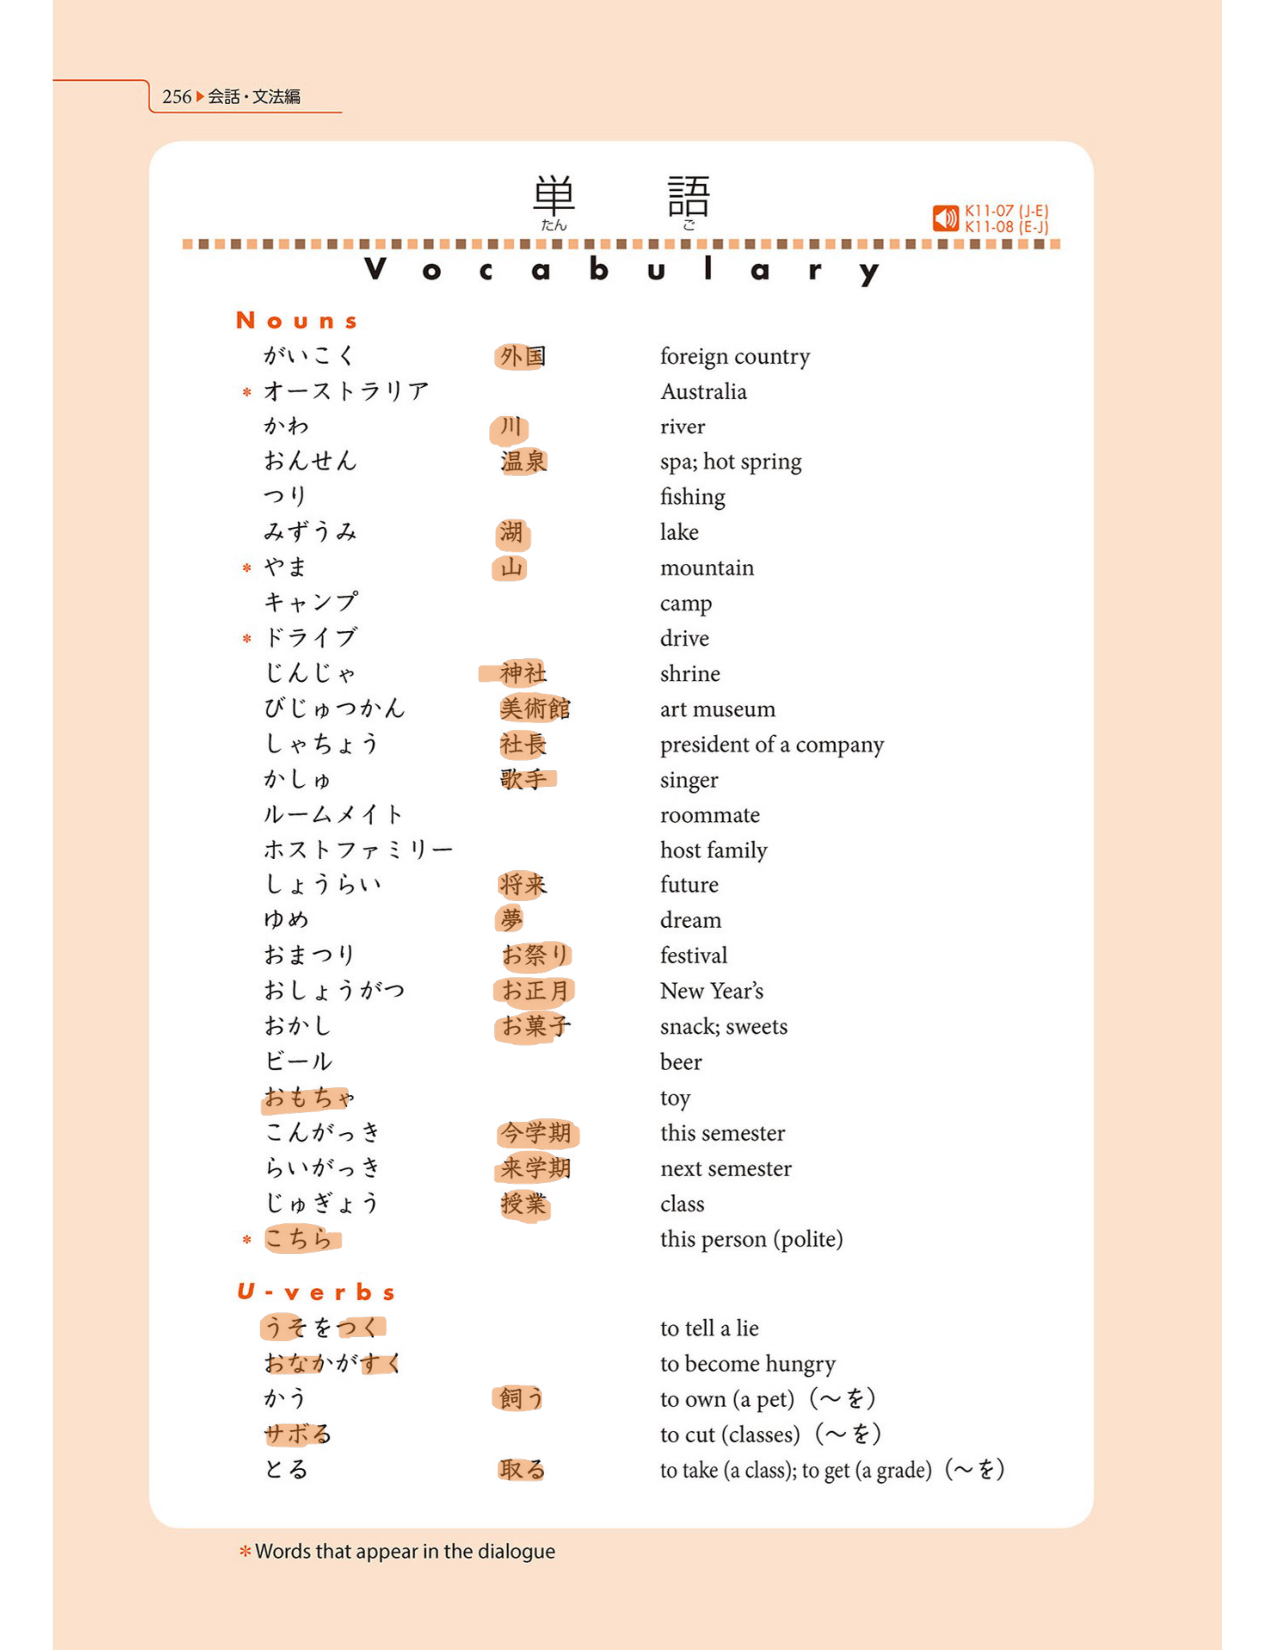 256▶会話・文法編
単語
たんご
K11-07 (J-E)
K11-08 (E-J)
Vocabulary
Nouns
がいこく 外国 foreign country
* オーストラリア Australia
かわ 川 river
おんせん 温泉 spa; hot spring
つり fishing
みずうみ 湖 lake
* やま 山 mountain
キャンプ camp
* ドライブ drive
じんじゃ 神社 shrine
びじゅつかん 美術館 art museum
しゃちょう 社長 president of a company
かしゅ 歌手 singer
ルームメイト roommate
ホストファミリー host family
しょうらい 将来 future
ゆめ 夢 dream
おまつり お祭り festival
おしょうがつ お正月 New Year’s
おかし お菓子 snack; sweets
ビール beer
おもちゃ toy
こんがっき 今学期 this semester
らいがっき 来学期 next semester
じゅぎょう 授業 class
* こちら this person (polite)
U-verbs
うそをつく to tell a lie
おなかがすく to become hungry
かう 飼う to own (a pet)（～を）
サボる to cut (classes)（～を）
とる 取る to take (a class); to get (a grade)（～を）
* Words that appear in the dialogue